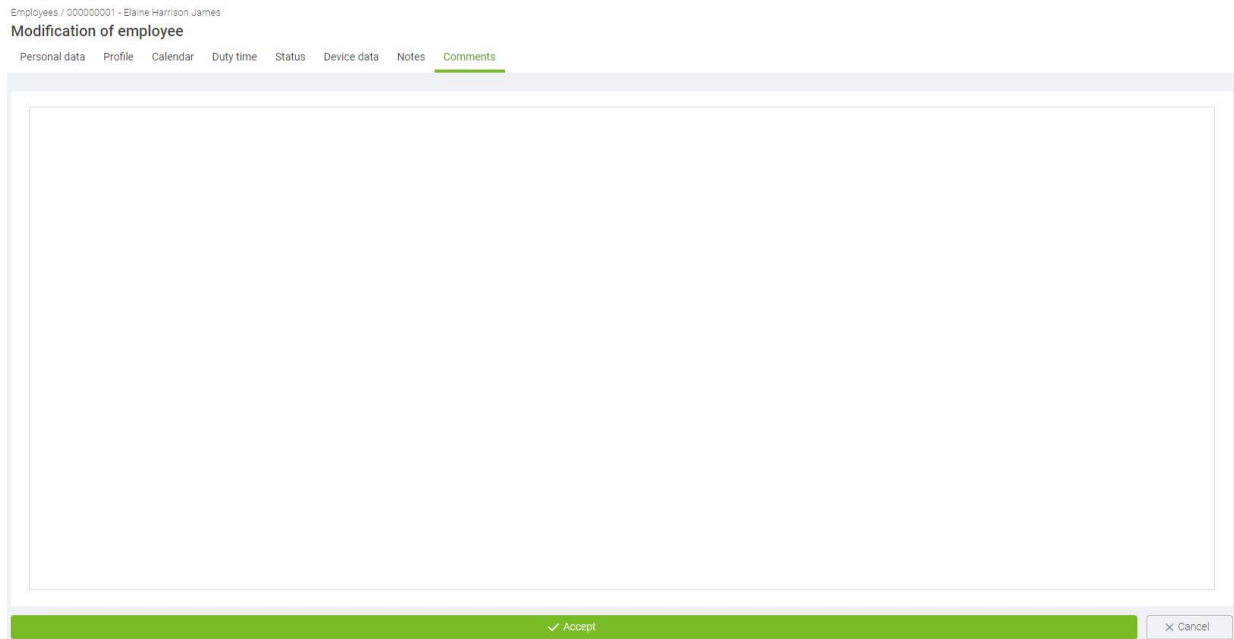 Employees / 000000001 - Elaine Harrison James
Modification of employee
Personal data Profile Calendar Duty time Status Device data Notes Comments
Accept Cancel